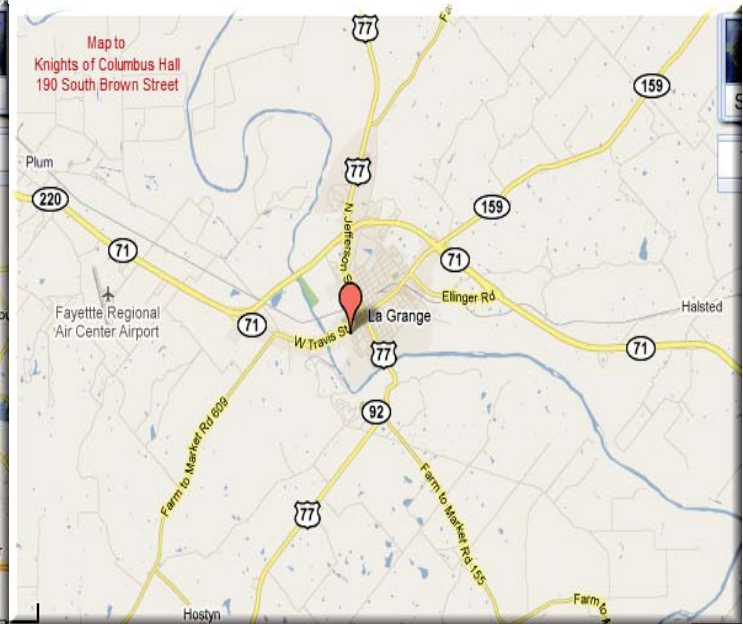 Map to
Knights of Columbus Hall
190 South Brown Street
77
159
Plum
77
220
N Jefferson S
159
71
71
Ellinger Rd
Fayettte Regional
Air Center Airport
Halsted
La Grange
71
W Travis St
71
77
92
Farm to Market Rd 609
Farm to Market Rd 155
77
Farm to
Hostyn